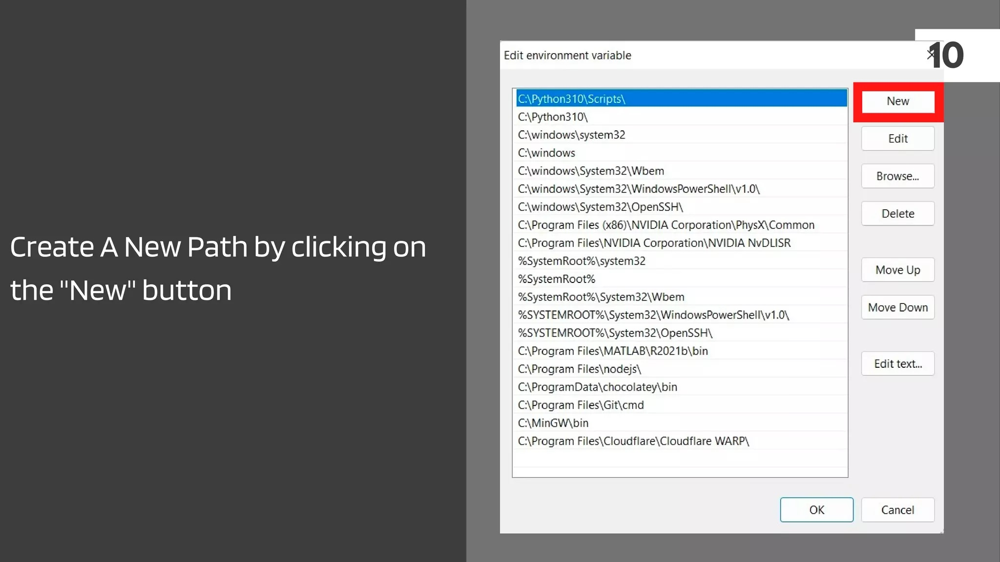 10
Create A New Path by clicking on
the "New" button
Edit environment variable
C:\Python310\Scripts\
C:\Python310\
C:\windows\system32
C:\windows
C:\windows\System32\Wbem
C:\windows\System32\WindowsPowerShell\v1.0\
C:\windows\System32\OpenSSH\
C:\Program Files (x86)\NVIDIA Corporation\PhysX\Common
C:\Program Files\NVIDIA Corporation\NVIDIA NvDLISR
%SystemRoot%\system32
%SystemRoot%
%SystemRoot%\System32\Wbem
%SYSTEMROOT%\System32\WindowsPowerShell\v1.0\
%SYSTEMROOT%\System32\OpenSSH\
C:\Program Files\MATLAB\R2021b\bin
C:\Program Files\nodejs\
C:\ProgramData\chocolatey\bin
C:\Program Files\Git\cmd
C:\MinGW\bin
C:\Program Files\Cloudflare\Cloudflare WARP\
New
Edit
Browse...
Delete
Move Up
Move Down
Edit text...
OK
Cancel